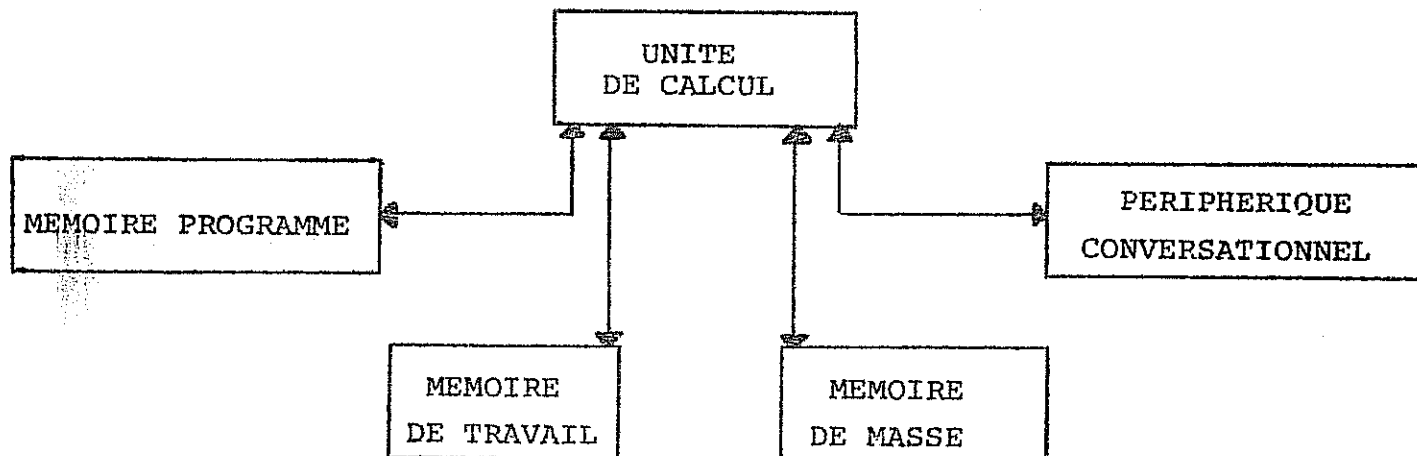 UNITE
DE CALCUL
MEMOIRE PROGRAMME
PERIPHERIQUE
CONVERSATIONNEL
MEMOIRE
DE TRAVAIL
MEMOIRE
DE MASSE